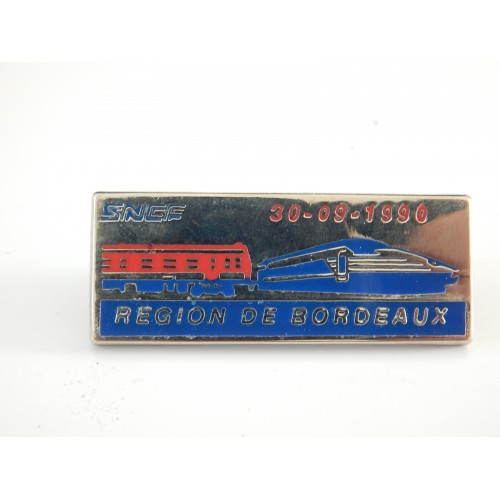 SNCF
30-09-1990
REGION DE BORDEAUX